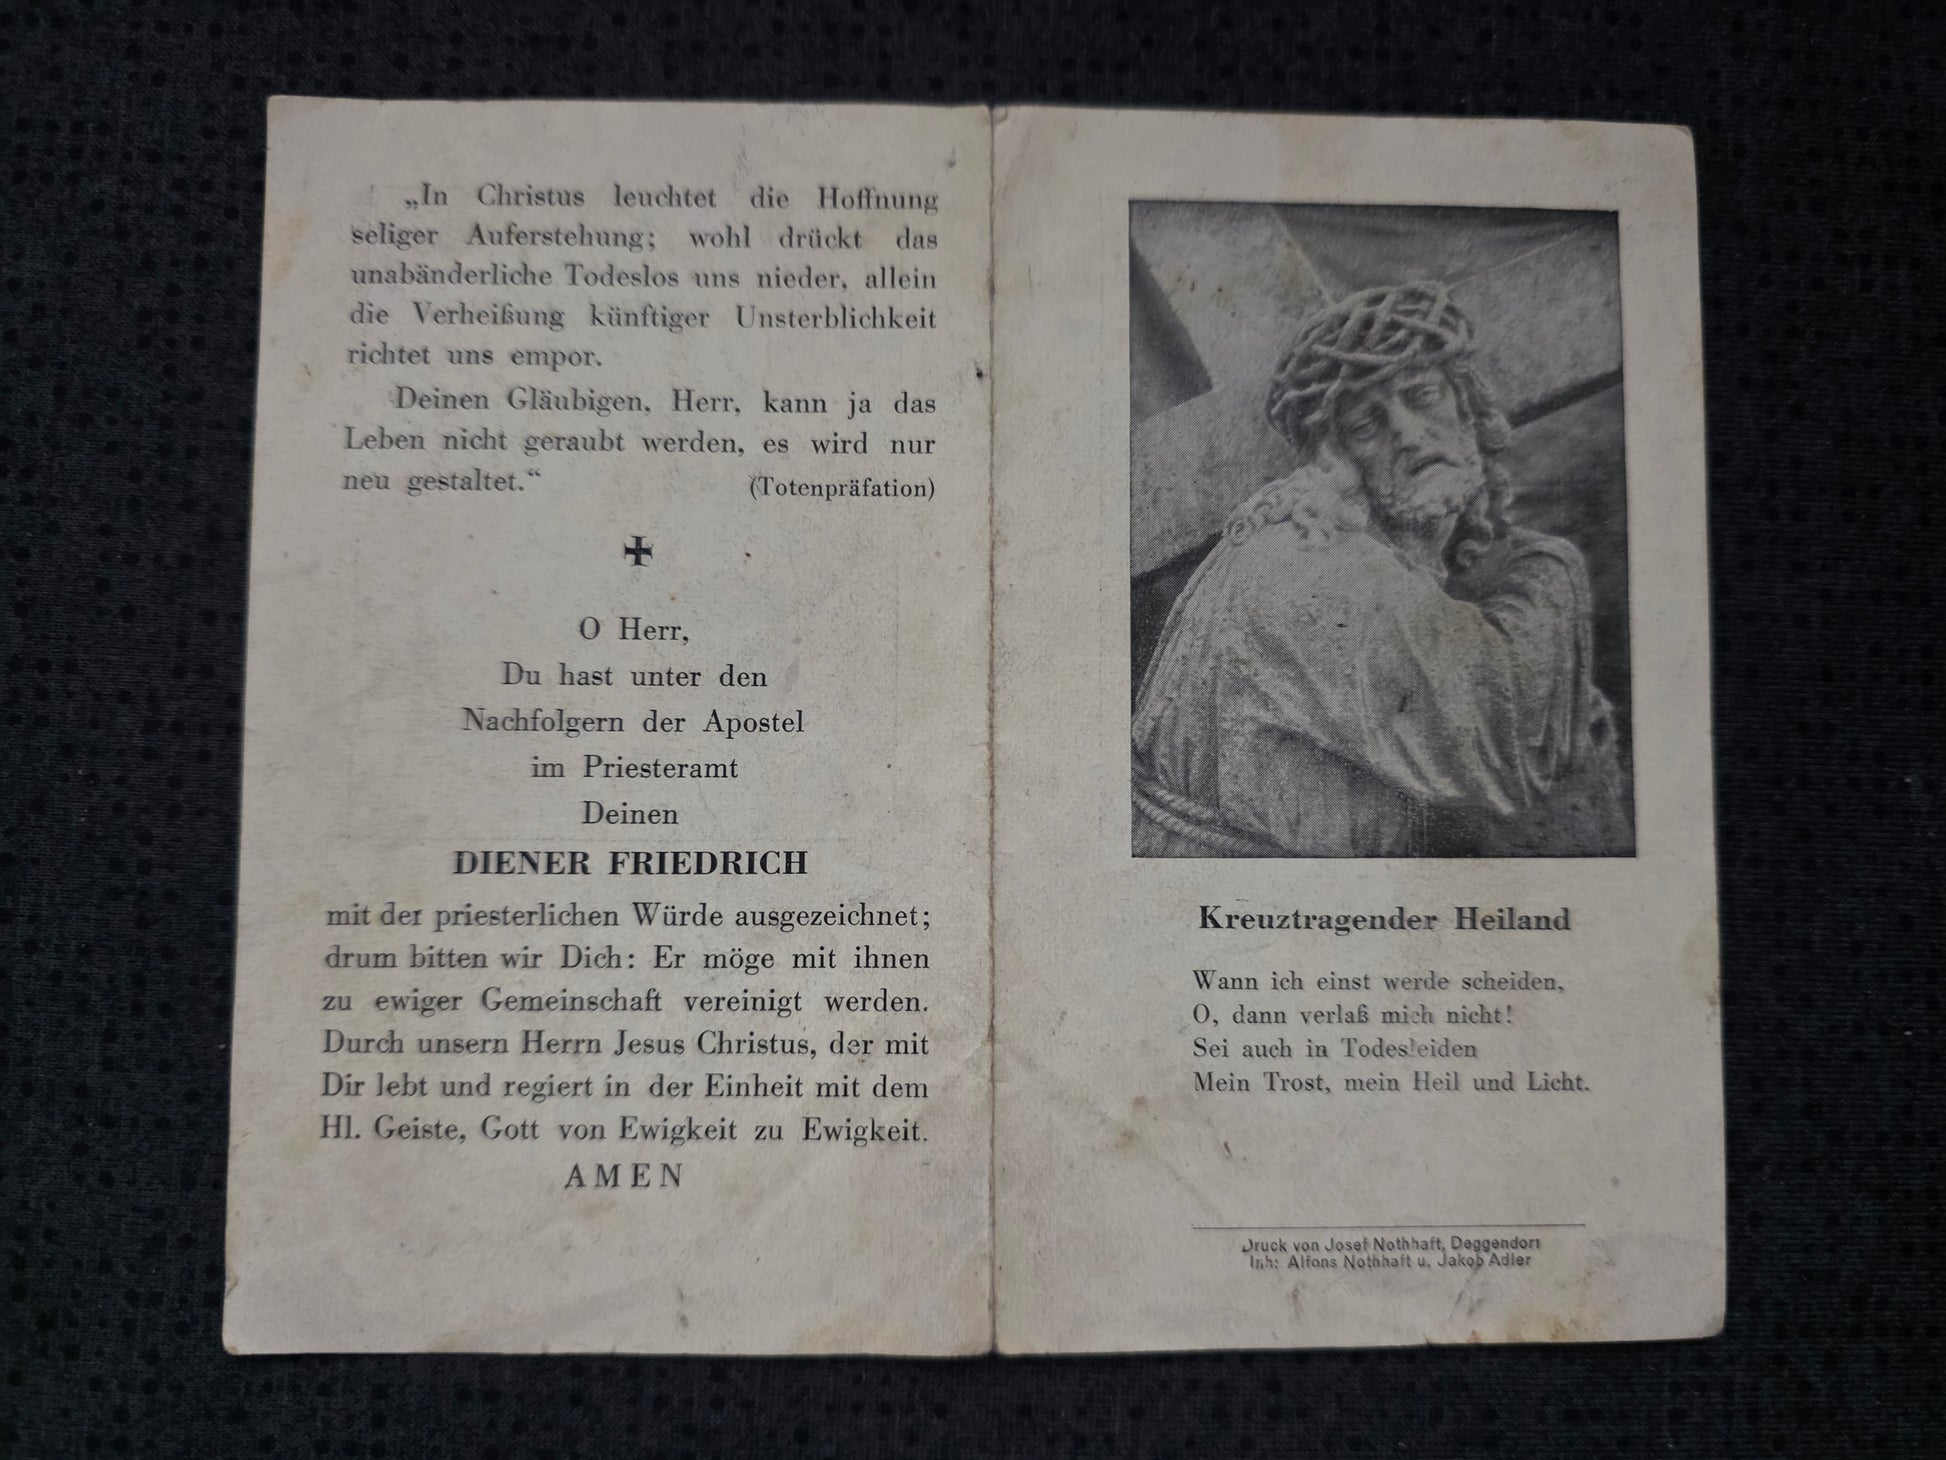 „In Christus leuchtet die Hoffnung
seliger Auferstehung; wohl drückt das
unabänderliche Todeslos uns nieder, allein
die Verheißung künftiger Unsterblichkeit
richtet uns empor.
Deinen Gläubigen, Herr, kann ja das
Leben nicht geraubt werden, es wird nur
neu gestaltet.“ (Totenpräfation)
✠
O Herr,
Du hast unter den
Nachfolgern der Apostel
im Priesteramt
Deinen
DIENER FRIEDRICH
mit der priesterlichen Würde ausgezeichnet;
drum bitten wir Dich: Er möge mit ihnen
zu ewiger Gemeinschaft vereinigt werden.
Durch unsern Herrn Jesus Christus, der mit
Dir lebt und regiert in der Einheit mit dem
Hl. Geiste, Gott von Ewigkeit zu Ewigkeit.
AMEN
Kreuztragender Heiland
Wann ich einst werde scheiden,
O, dann verlaß mich nicht!
Sei auch in Todesleiden
Mein Trost, mein Heil und Licht.
Druck von Josef Nothhaft, Deggendorf
Inh: Alfons Nothhaft u. Jakob Adler